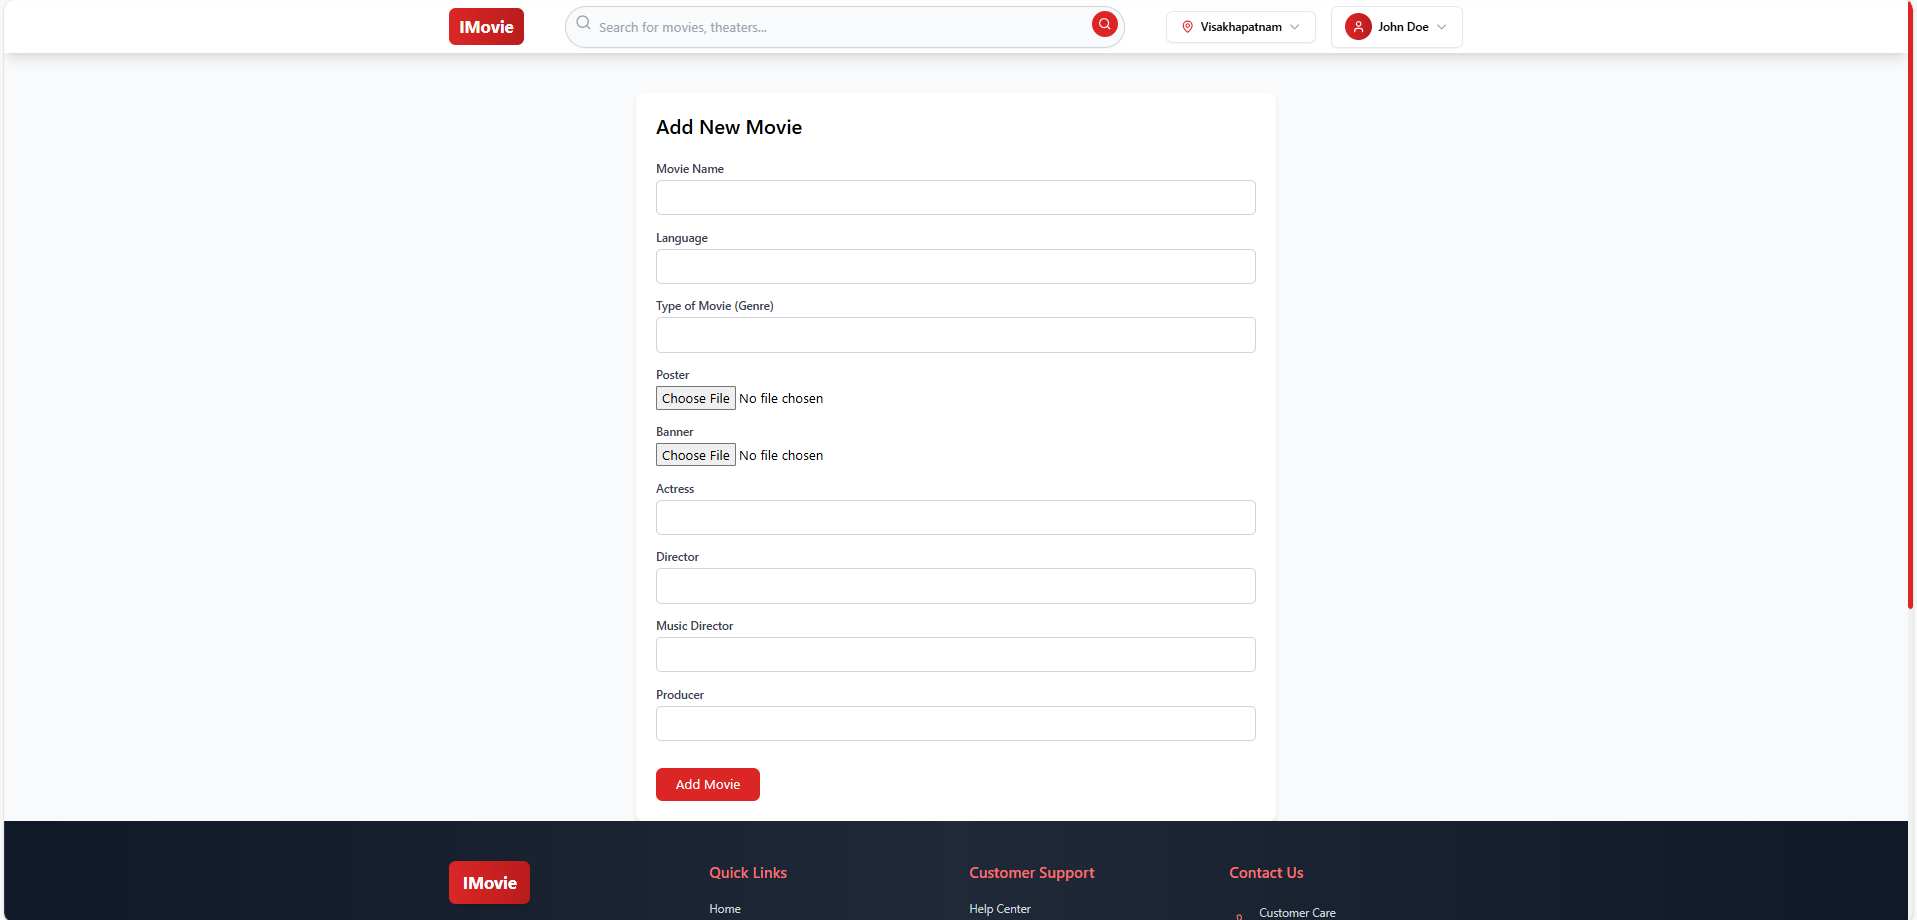 IMovie
Search for movies, theaters...
Visakhapatnam
John Doe
Add New Movie
Movie Name
Language
Type of Movie (Genre)
Poster
Choose File No file chosen
Banner
Choose File No file chosen
Actress
Director
Music Director
Producer
Add Movie
IMovie
Quick Links
Customer Support
Contact Us
Home
Help Center
Customer Care